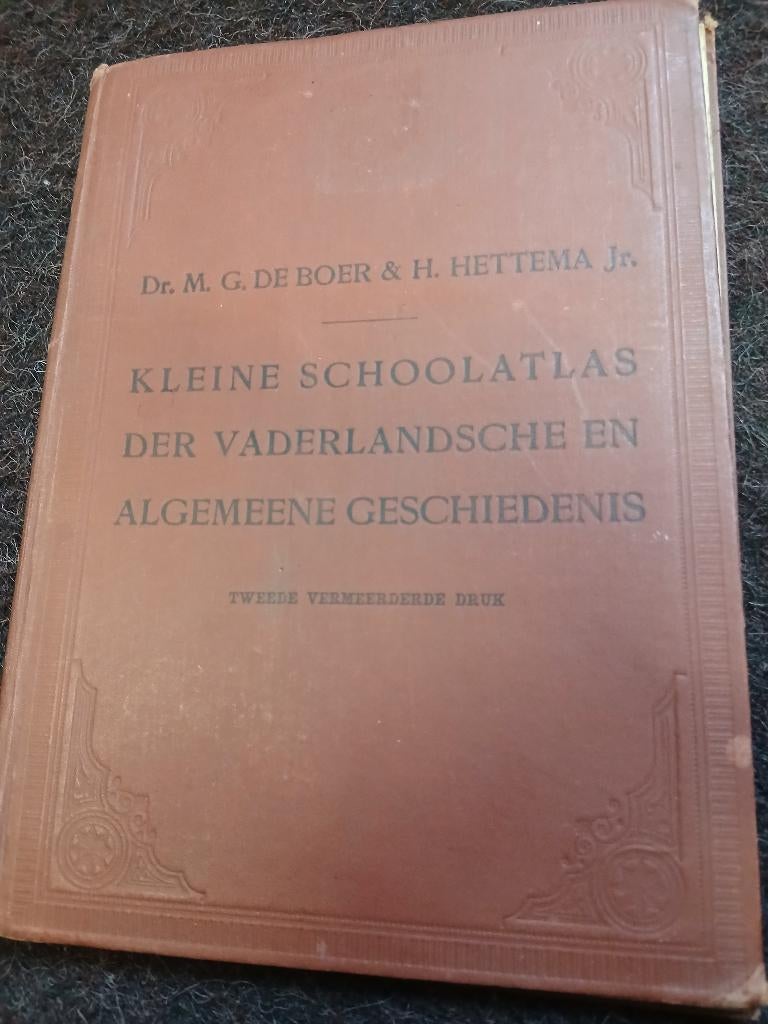 Dr. M. G. DE BOER & H. HETTEMA Jr.
KLEINE SCHOOLATLAS
DER VADERLANDSCHE EN
ALGEMEENE GESCHIEDENIS
TWEEDE VERMEERDERDE DRUK